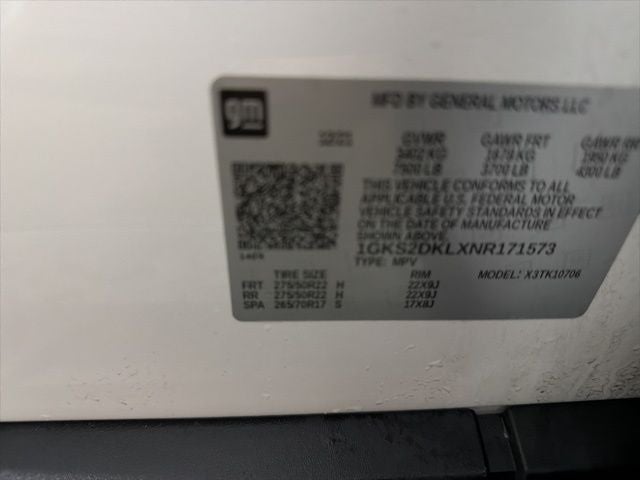 gm
MFD BY GENERAL MOTORS LLC
GVWR GAWR FRT GAWR RR
3402 KG 1678 KG 1950 KG
7500 LB 3700 LB 4300 LB
THIS VEHICLE CONFORMS TO ALL
APPLICABLE U.S. FEDERAL MOTOR
VEHICLE SAFETY STANDARDS IN EFFECT
ON THE DATE OF MANUFACTURE
SHOWN ABOVE.
1GKS2DKLXNR171573
TYPE: MPV MODEL: X3TK10706
TIRE SIZE RIM
FRT 275/50R22 H 22X9J
RR 275/50R22 H 22X9J
SPA 265/70R17 S 17X8J